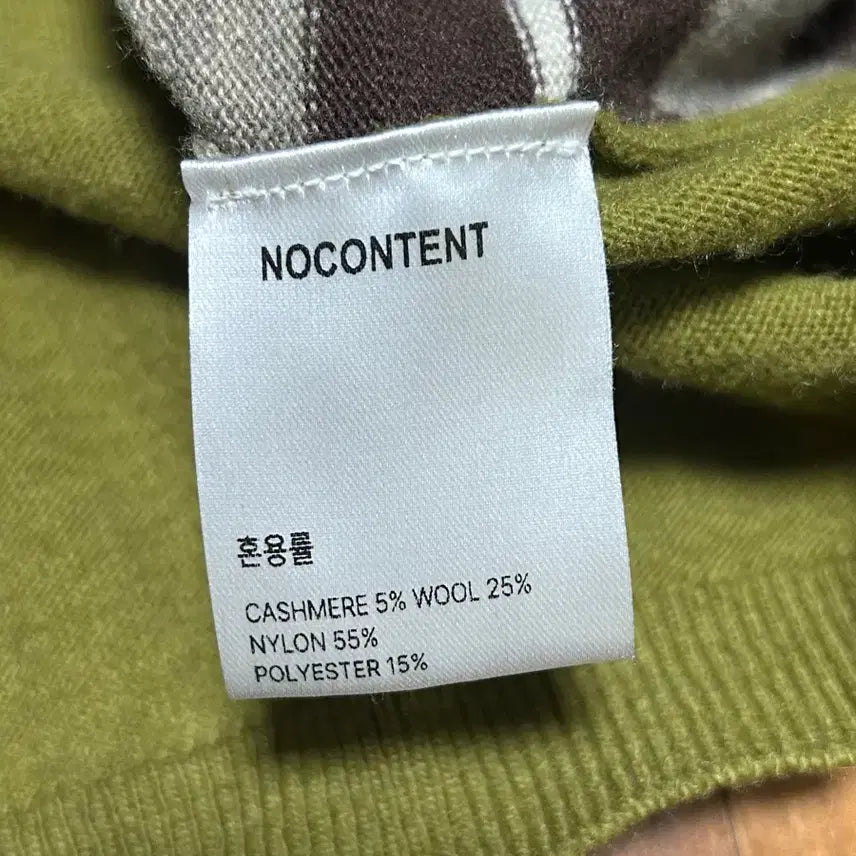 NOCONTENT
혼용률
CASHMERE 5% WOOL 25%
NYLON 55%
POLYESTER 15%